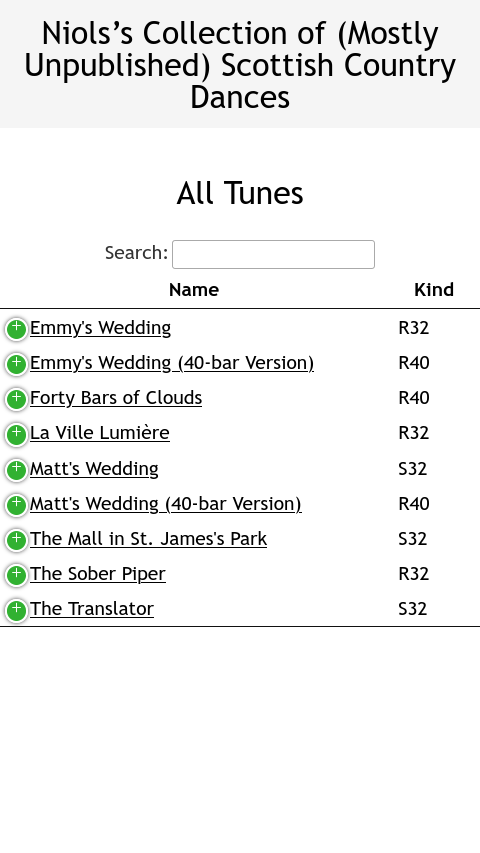 Niols’s Collection of (Mostly
Unpublished) Scottish Country
Dances
All Tunes
Search:
Name Kind
Emmy's Wedding R32
Emmy's Wedding (40-bar Version) R40
Forty Bars of Clouds R40
La Ville Lumière R32
Matt's Wedding S32
Matt's Wedding (40-bar Version) R40
The Mall in St. James's Park S32
The Sober Piper R32
The Translator S32